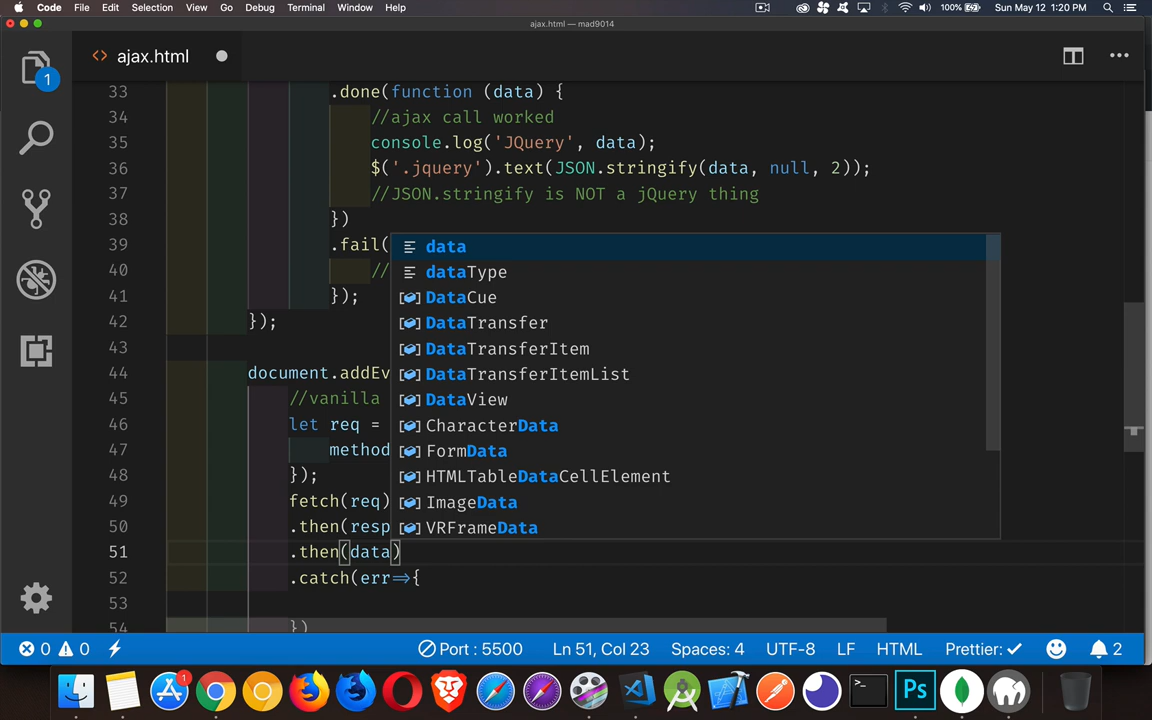 Code File Edit Selection View Go Debug Terminal Window Help 100% Sun May 12 1:20 PM
ajax.html — mad9014
<> ajax.html
1
33 .done(function (data) {
34 //ajax call worked
35 console.log('JQuery', data);
36 $('.jquery').text(JSON.stringify(data, null, 2));
37 //JSON.stringify is NOT a jQuery thing
38 })
39 .fail(
40 //
41 });
42 });
43
44 document.addEv
45 //vanilla
46 let req =
47 method
48 });
49 fetch(req)
50 .then(resp
51 .then(data)
52 .catch(err=>{
53
54 })
data
dataType
DataCue
DataTransfer
DataTransferItem
DataTransferItemList
DataView
CharacterData
FormData
HTMLTableDataCellElement
ImageData
VRFrameData
0 0 Port : 5500 Ln 51, Col 23 Spaces: 4 UTF-8 LF HTML Prettier: ✓ 2
1
>_
Ps